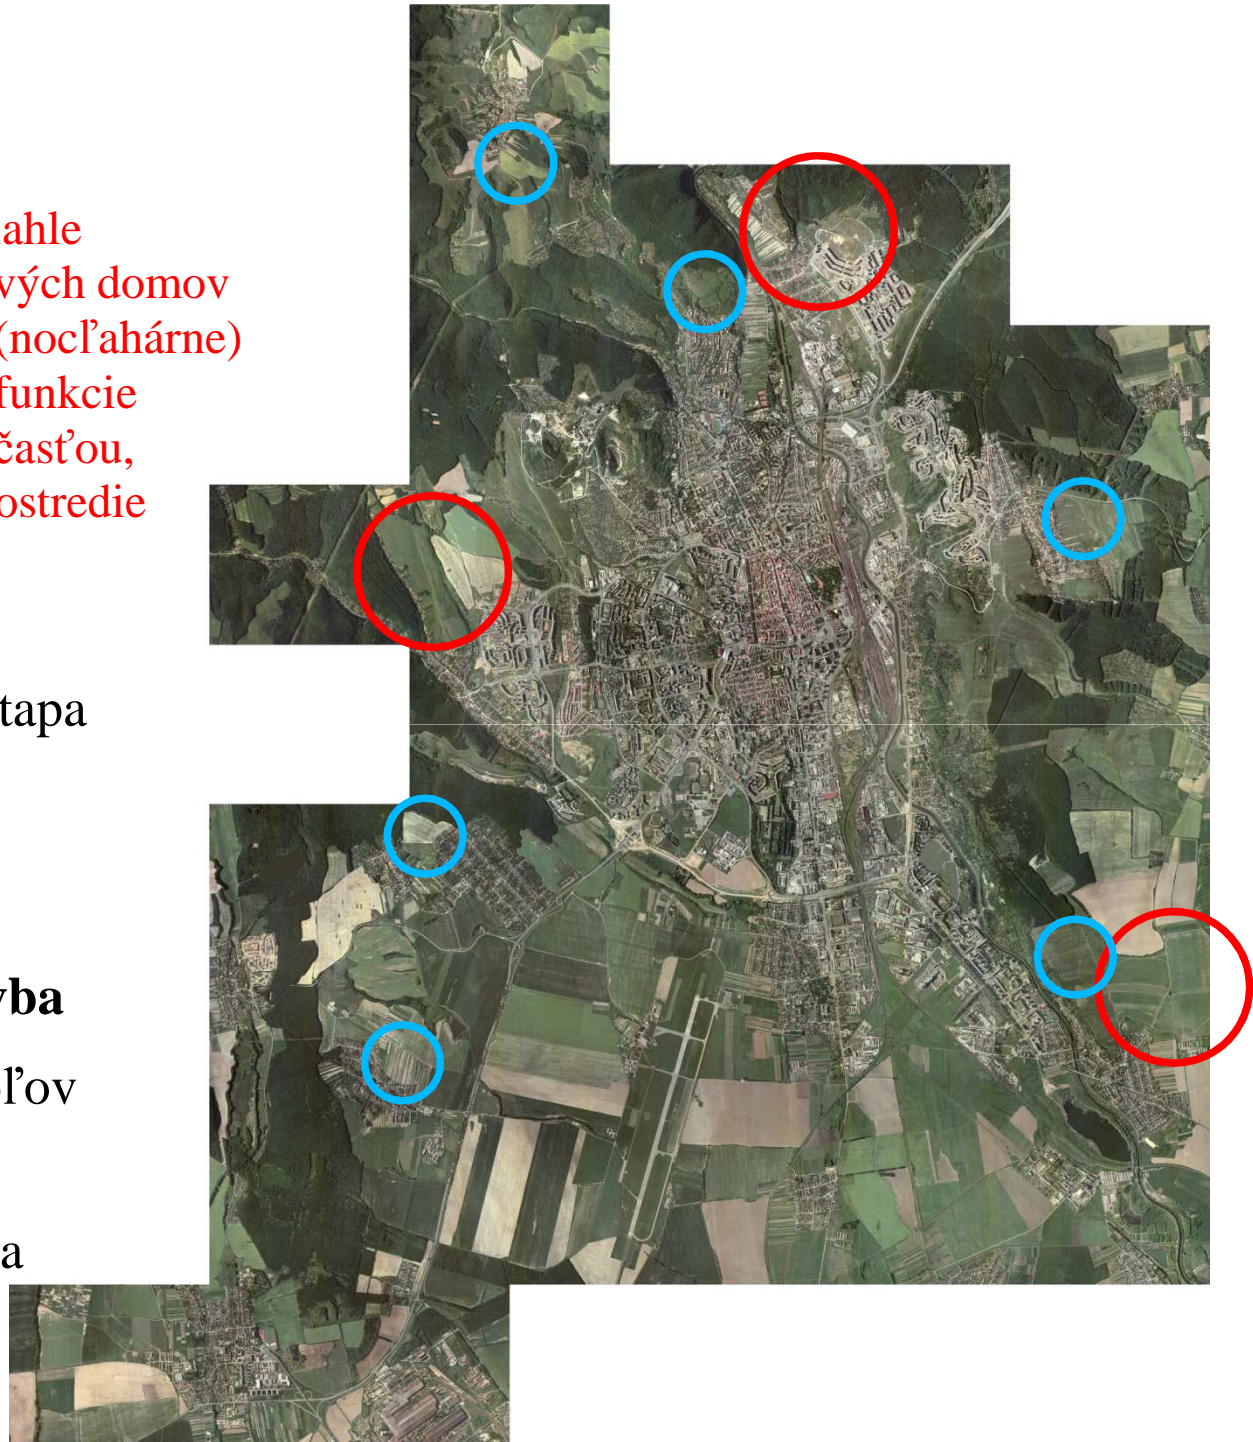 ahle
vých domov
(nocľahárne)
funkcie
časťou,
ostredie
tapa
ba
ľov
a